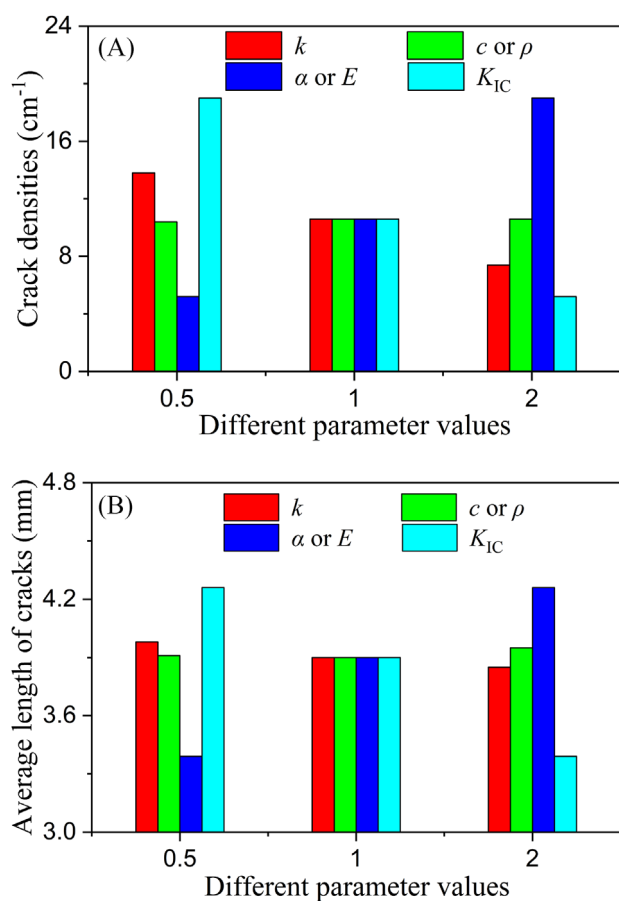 (A)
k
c or ρ
α or E
K_IC
Crack densities (cm⁻¹)
24
16
8
0
0.5 1 2
Different parameter values
(B)
k
c or ρ
α or E
K_IC
Average length of cracks (mm)
4.8
4.2
3.6
3.0
0.5 1 2
Different parameter values